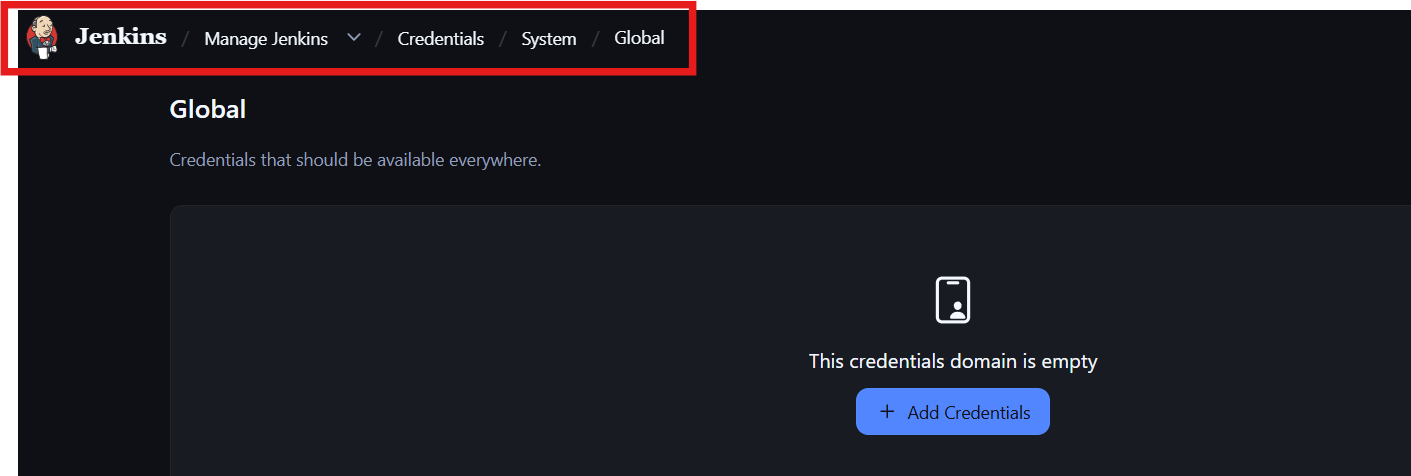 Jenkins / Manage Jenkins / Credentials / System / Global
Global
Credentials that should be available everywhere.
This credentials domain is empty
+ Add Credentials